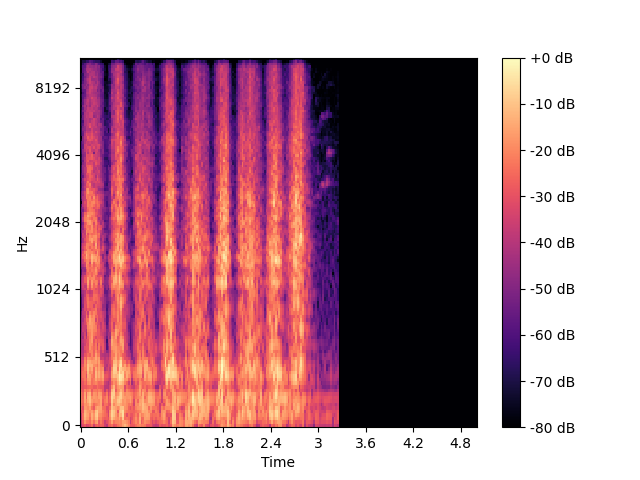 +0 dB
8192
-10 dB
4096
-20 dB
-30 dB
2048
Hz
-40 dB
1024
-50 dB
512
-60 dB
-70 dB
0
-80 dB
0 0.6 1.2 1.8 2.4 3 3.6 4.2 4.8
Time